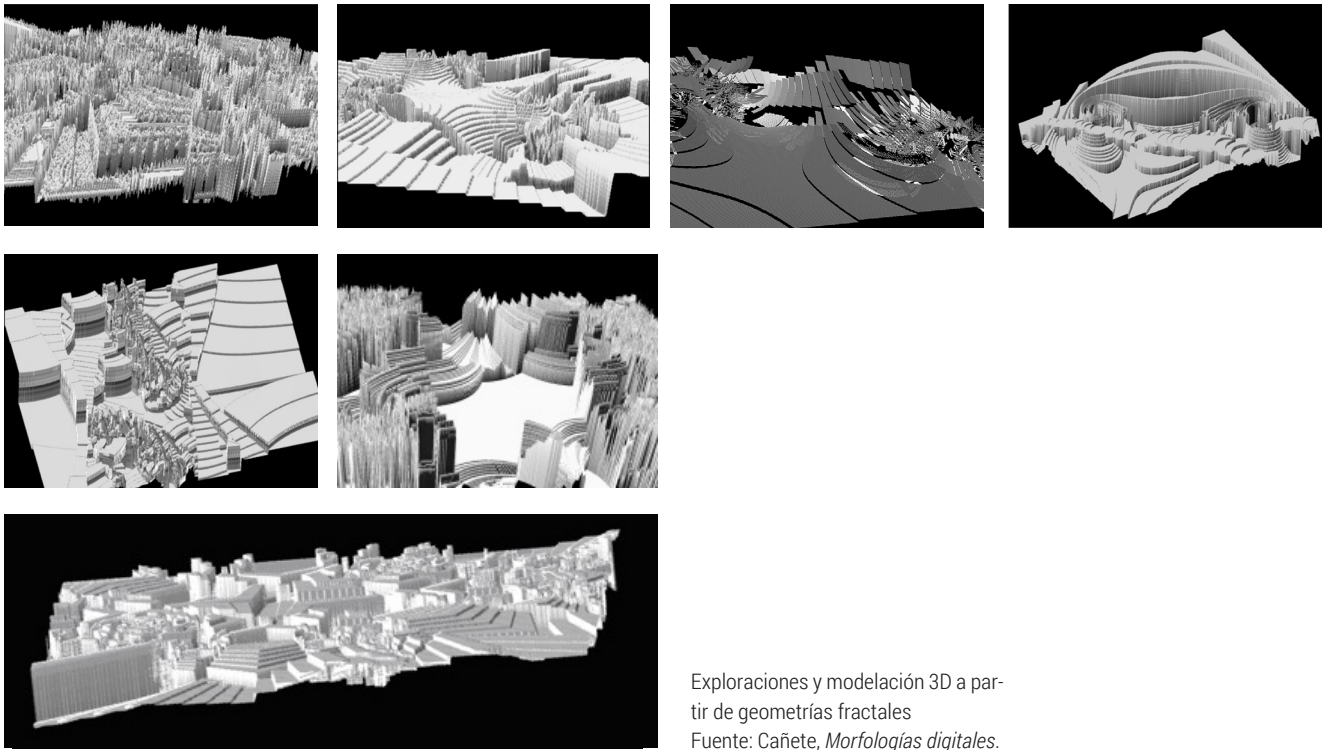 Exploraciones y modelación 3D a par-
tir de geometrías fractales
Fuente: Cañete, Morfologías digitales.